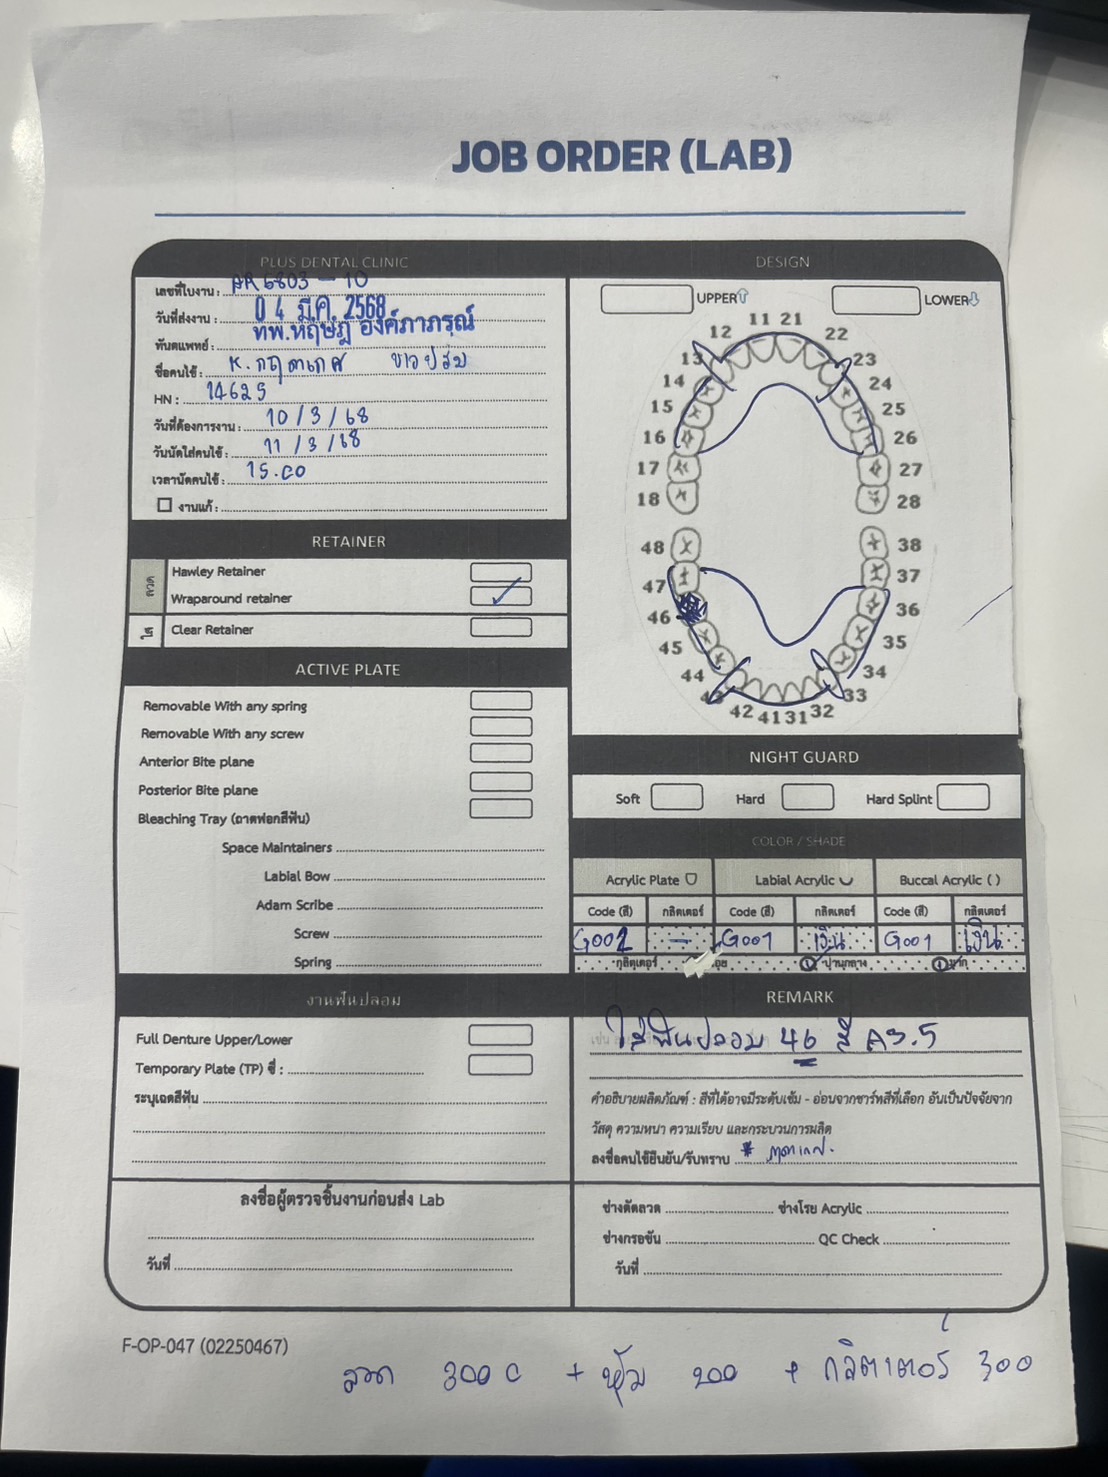 JOB ORDER (LAB)
PLUS DENTAL CLINIC
เลขที่ใบงาน : AR6803-10
วันที่ส่งงาน : 04 มี.ค. 2568
ทันตแพทย์ : ทพ.หฤษฎ์ องค์ภาภรณ์
ชื่อคนไข้ : K.
HN : 14625
วันที่ต้องการงาน : 10/3/68
วันนัดใส่คนไข้ : 11/3/68
เวลานัดคนไข้ : 15.00
งานแก้ :
RETAINER
ลวด
Hawley Retainer
Wraparound retainer
ใส
Clear Retainer
ACTIVE PLATE
Removable With any spring
Removable With any screw
Anterior Bite plane
Posterior Bite plane
Bleaching Tray (ถาดฟอกสีฟัน)
Space Maintainers
Labial Bow
Adam Scribe
Screw
Spring
งานฟันปลอม
Full Denture Upper/Lower
Temporary Plate (TP) ซี่ :
ระบุเฉดสีฟัน
ลงชื่อผู้ตรวจชิ้นงานก่อนส่ง Lab
วันที่
DESIGN
UPPER LOWER
11 21
12 22
13 23
14 24
15 25
16 26
17 27
18 28
48 38
47 37
46 36
45 35
44 34
43 33
42 41 31 32
NIGHT GUARD
Soft Hard Hard Splint
COLOR / SHADE
Acrylic Plate Labial Acrylic Buccal Acrylic ( )
Code (สี) กลิตเตอร์ Code (สี) กลิตเตอร์ Code (สี) กลิตเตอร์
G001 - G001 เงิน G001 เงิน
กลิตเตอร์ ปานกลาง มาก
REMARK
ใส่ฟันปลอม 46 สี A3.5
คำอธิบายผลิตภัณฑ์ : สีที่ได้อาจมีระดับเข้ม - อ่อนจากชาร์ทสีที่เลือก อันเป็นปัจจัยจาก
วัสดุ ความหนา ความเรียบ และกระบวนการผลิต
ลงชื่อคนไข้ยืนยัน/รับทราบ *
ช่างดัดลวด ช่างโรย Acrylic
ช่างกรอขัด QC Check
วันที่
F-OP-047 (02250467)
ลวด 3000 + หุ้ม 200 + กลิตเตอร์ 300